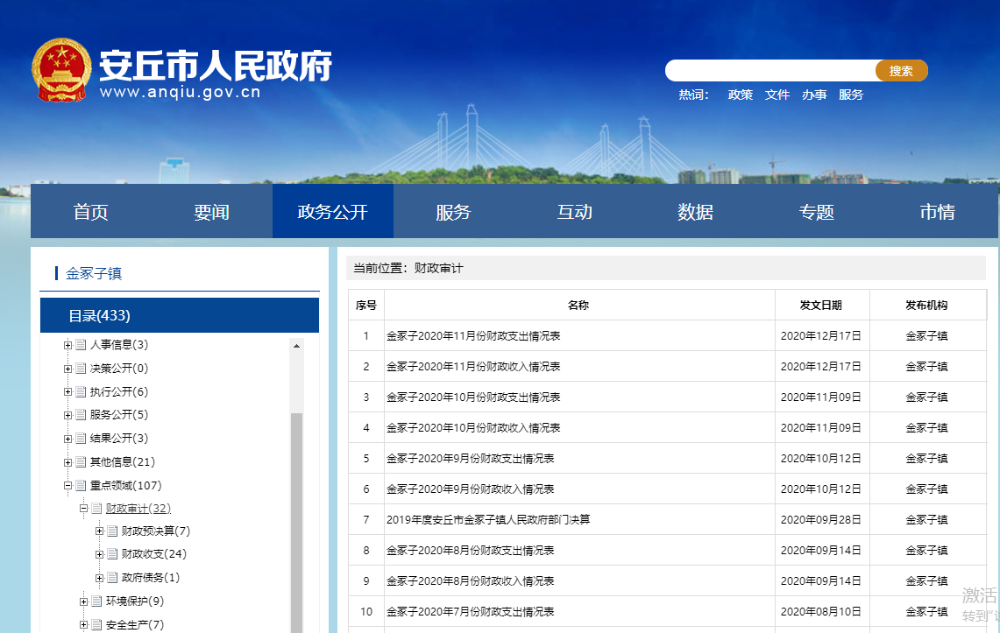 安丘市人民政府
www.anqiu.gov.cn
搜索
热词： 政策 文件 办事 服务
首页 要闻 政务公开 服务 互动 数据 专题 市情
金冢子镇
目录(433)
人事信息(3)
决策公开(0)
执行公开(6)
服务公开(5)
结果公开(3)
其他信息(21)
重点领域(107)
财政审计(32)
财政预决算(7)
财政收支(24)
政府债务(1)
环境保护(9)
安全生产(7)
当前位置：财政审计
序号 名称 发文日期 发布机构
1 金冢子2020年11月份财政支出情况表 2020年12月17日 金冢子镇
2 金冢子2020年11月份财政收入情况表 2020年12月17日 金冢子镇
3 金冢子2020年10月份财政支出情况表 2020年11月09日 金冢子镇
4 金冢子2020年10月份财政收入情况表 2020年11月09日 金冢子镇
5 金冢子2020年9月份财政支出情况表 2020年10月12日 金冢子镇
6 金冢子2020年9月份财政收入情况表 2020年10月12日 金冢子镇
7 2019年度安丘市金冢子镇人民政府部门决算 2020年09月28日 金冢子镇
8 金冢子2020年8月份财政支出情况表 2020年09月14日 金冢子镇
9 金冢子2020年8月份财政收入情况表 2020年09月14日 金冢子镇
10 金冢子2020年7月份财政支出情况表 2020年08月10日 金冢子镇
激活
转到"